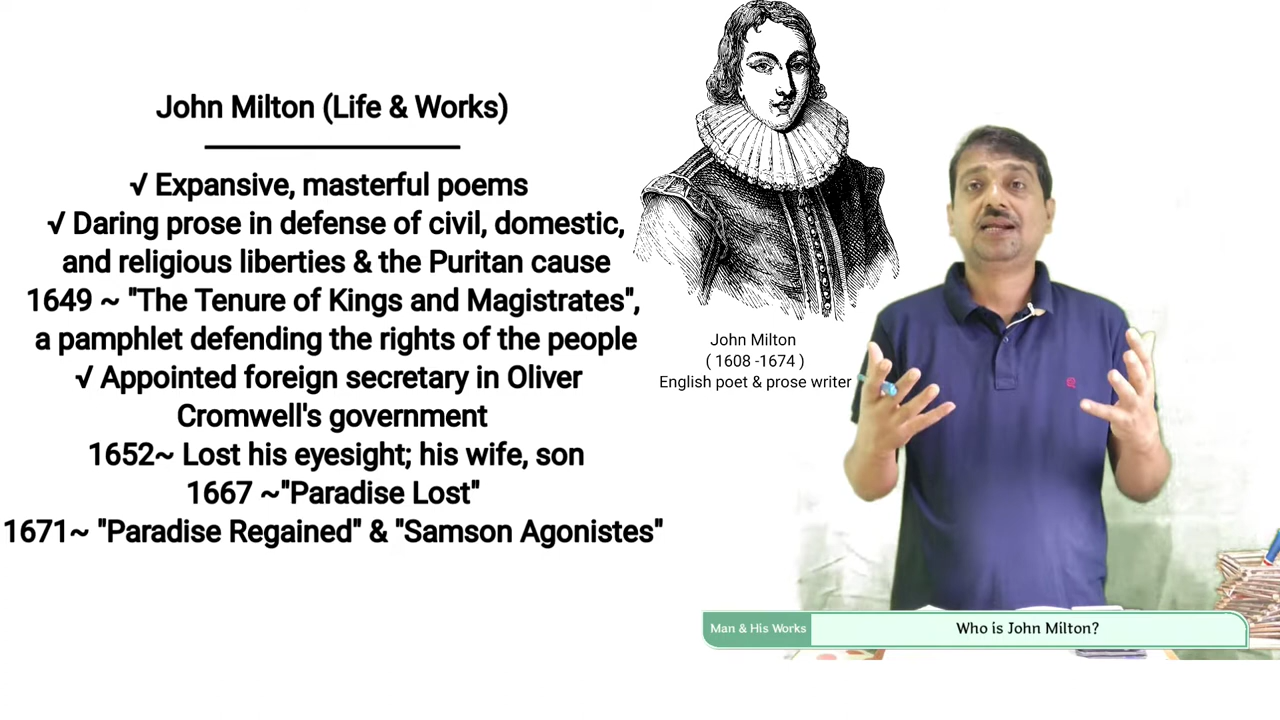 John Milton (Life & Works)
√ Expansive, masterful poems
√ Daring prose in defense of civil, domestic,
and religious liberties & the Puritan cause
1649 ~ "The Tenure of Kings and Magistrates",
a pamphlet defending the rights of the people
√ Appointed foreign secretary in Oliver
Cromwell's government
1652~ Lost his eyesight; his wife, son
1667 ~"Paradise Lost"
1671~ "Paradise Regained" & "Samson Agonistes"
John Milton
( 1608 -1674 )
English poet & prose writer
Man & His Works
Who is John Milton?